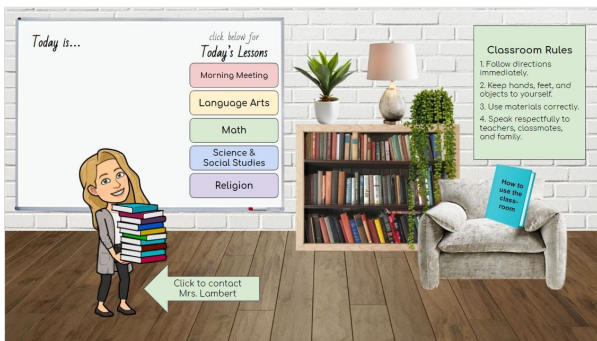 Today is...
click below for
Today's Lessons
Morning Meeting
Language Arts
Math
Science &
Social Studies
Religion
Click to contact
Mrs. Lambert
Classroom Rules
1. Follow directions
immediately.
2. Keep hands, feet, and
objects to yourself.
3. Use materials correctly.
4. Speak respectfully to
teachers, classmates,
and family.
How to
use the
class-
room